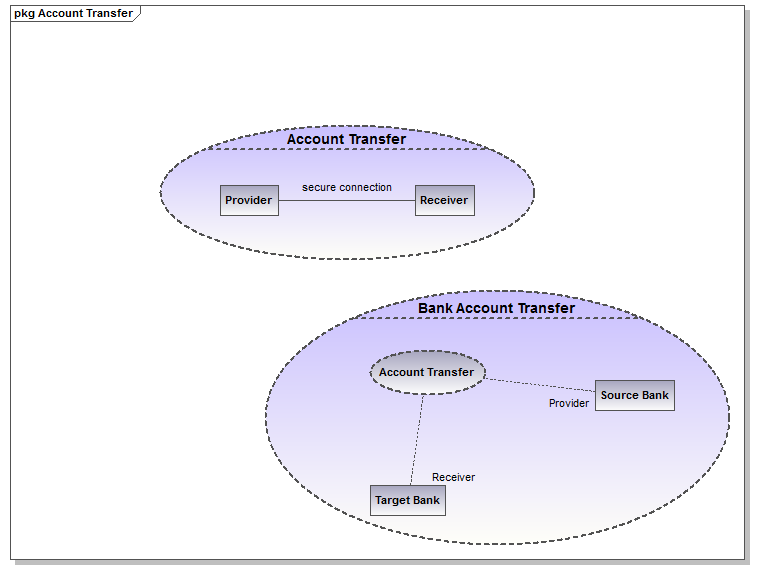 pkg Account Transfer
Account Transfer
secure connection
Provider
Receiver
Bank Account Transfer
Account Transfer
Source Bank
Provider
Receiver
Target Bank